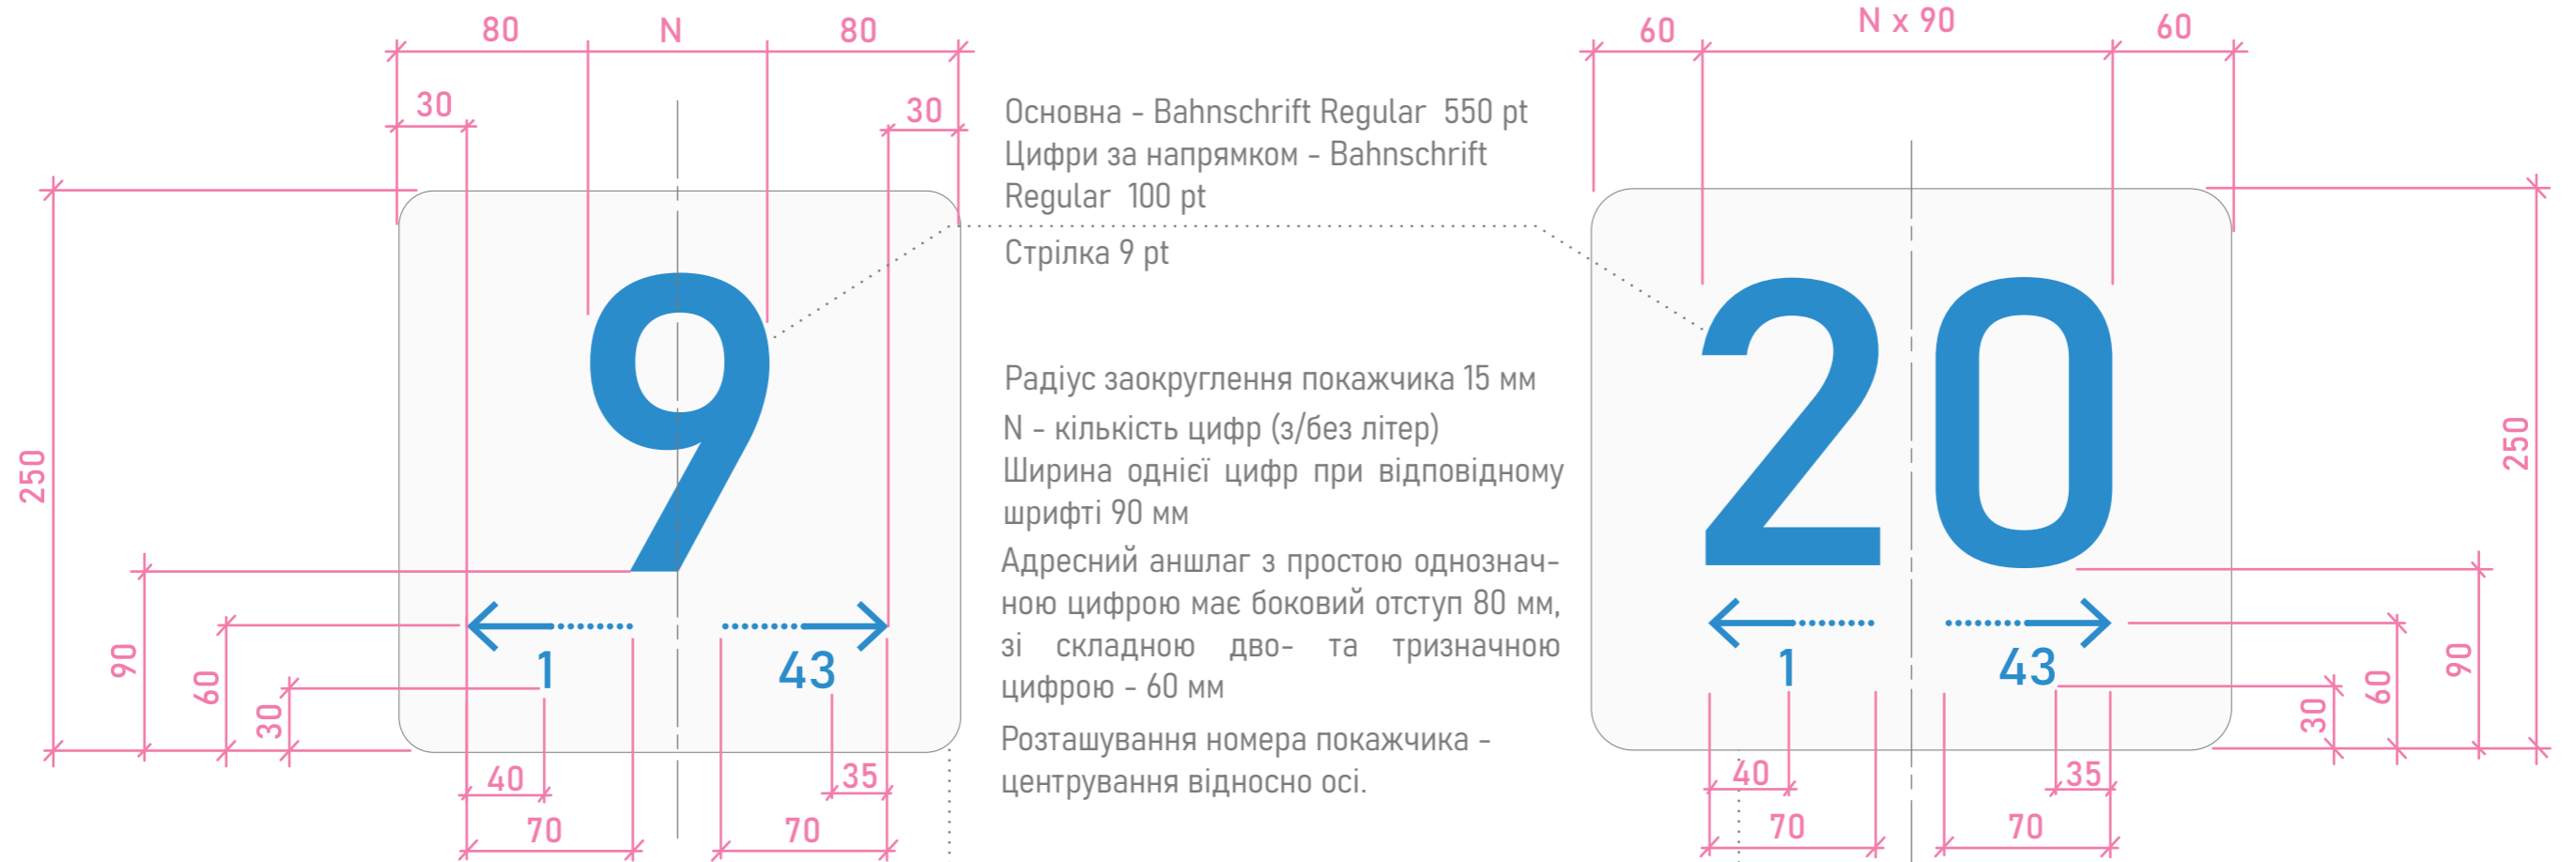 80 N 80
30 30
250
9
90
60
30
1 43
40 35
70 70
Основна - Bahnschrift Regular 550 pt
Цифри за напрямком - Bahnschrift
Regular 100 pt
Стрілка 9 pt
Радіус заокруглення покажчика 15 мм
N - кількість цифр (з/без літер)
Ширина однієї цифр при відповідному
шрифті 90 мм
Адресний аншлаг з простою однознач-
ною цифрою має боковий отступ 80 мм,
зі складною дво- та тризначною
цифрою - 60 мм
Розташування номера покажчика -
центрування відносно осі.
60 N x 90 60
20
250
90
60
30
1 43
40 35
70 70